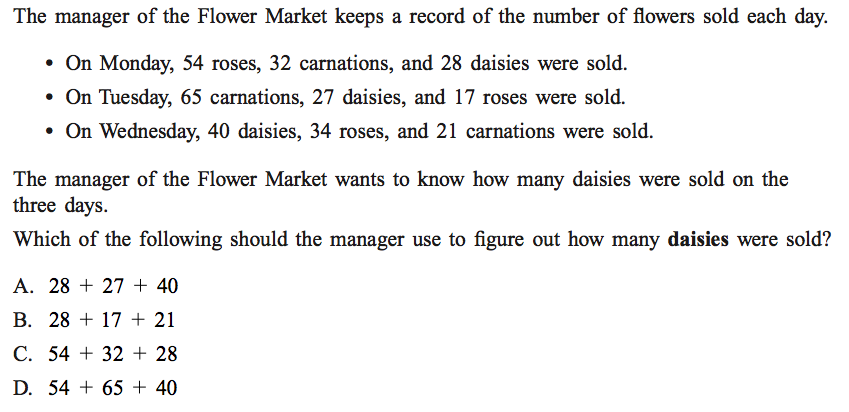 The manager of the Flower Market keeps a record of the number of flowers sold each day.
• On Monday, 54 roses, 32 carnations, and 28 daisies were sold.
• On Tuesday, 65 carnations, 27 daisies, and 17 roses were sold.
• On Wednesday, 40 daisies, 34 roses, and 21 carnations were sold.
The manager of the Flower Market wants to know how many daisies were sold on the
three days.
Which of the following should the manager use to figure out how many daisies were sold?
A. 28 + 27 + 40
B. 28 + 17 + 21
C. 54 + 32 + 28
D. 54 + 65 + 40